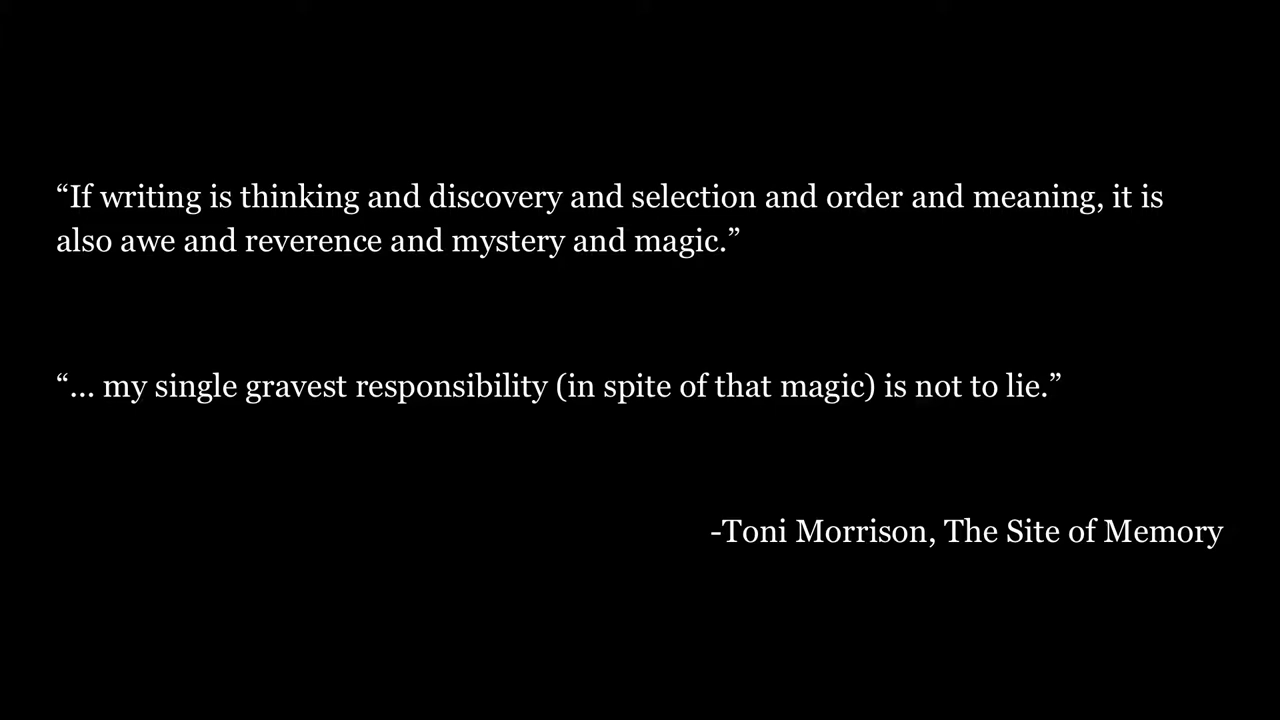 “If writing is thinking and discovery and selection and order and meaning, it is
also awe and reverence and mystery and magic.”
“... my single gravest responsibility (in spite of that magic) is not to lie.”
-Toni Morrison, The Site of Memory